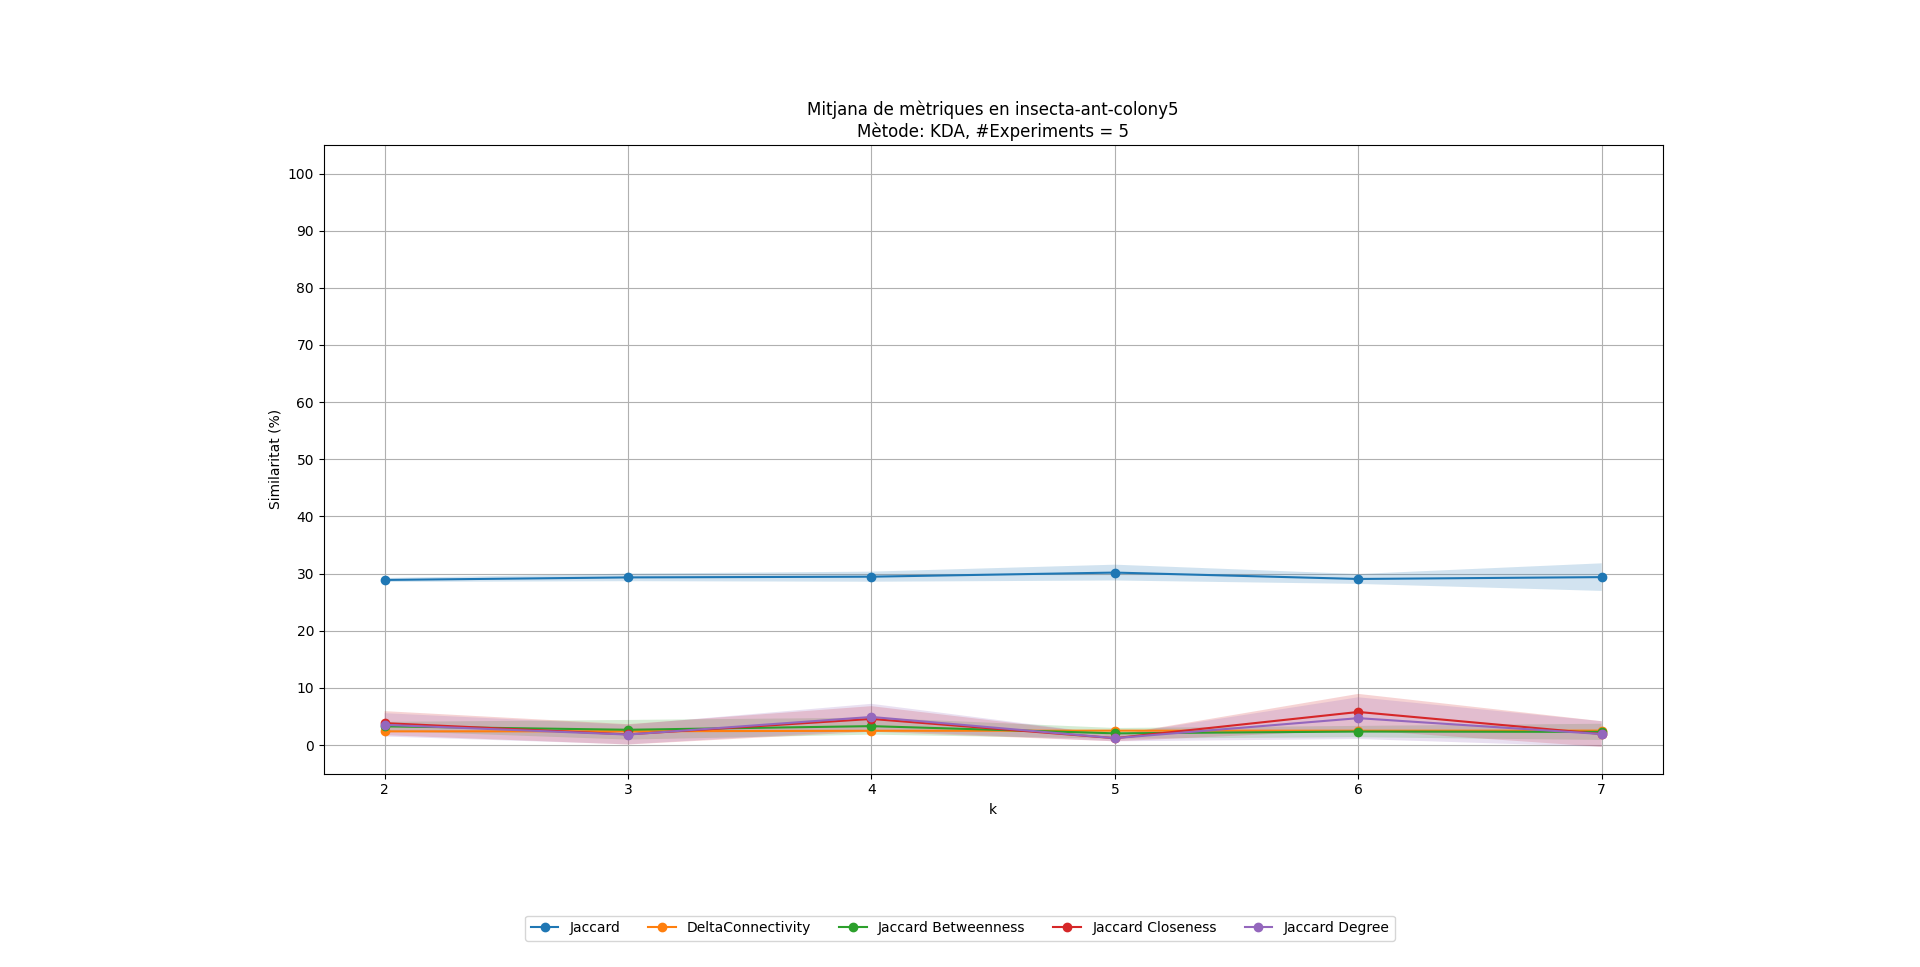 Mitjana de mètriques en insecta-ant-colony5
Mètode: KDA, #Experiments = 5
100
90
80
70
60
50
40
30
20
10
0
Similaritat (%)
2 3 4 5 6 7
k
Jaccard DeltaConnectivity Jaccard Betweenness Jaccard Closeness Jaccard Degree